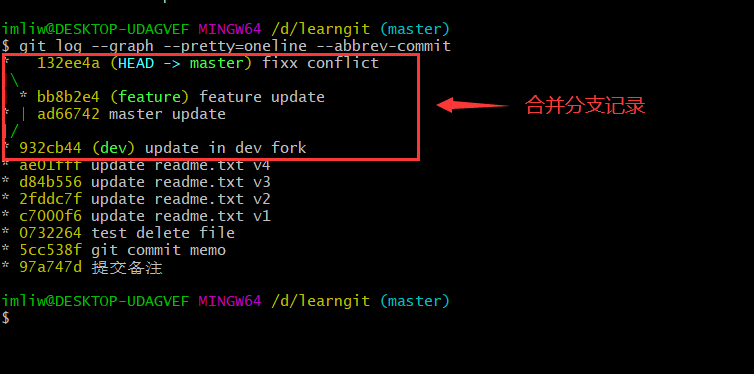 imliw@DESKTOP-UDAGVEF MINGW64 /d/learngit (master)
$ git log --graph --pretty=oneline --abbrev-commit
*   132ee4a (HEAD -> master) fixx conflict
|\
| * bb8b2e4 (feature) feature update
* | ad66742 master update
|/
* 932cb44 (dev) update in dev fork
* ae01fff update readme.txt v4
* d84b556 update readme.txt v3
* 2fddc7f update readme.txt v2
* c7000f6 update readme.txt v1
* 0732264 test delete file
* 5cc538f git commit memo
* 97a747d 提交备注
imliw@DESKTOP-UDAGVEF MINGW64 /d/learngit (master)
$
合并分支记录